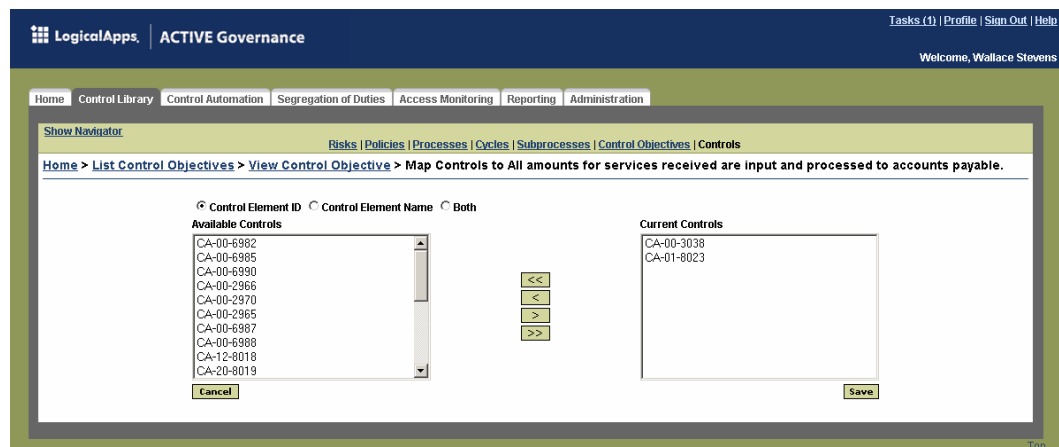 Tasks (1) | Profile | Sign Out | Help
LogicalApps. | ACTIVE Governance
Welcome, Wallace Stevens
Home Control Library Control Automation Segregation of Duties Access Monitoring Reporting Administration
Show Navigator
Risks | Policies | Processes | Cycles | Subprocesses | Control Objectives | Controls
Home > List Control Objectives > View Control Objective > Map Controls to All amounts for services received are input and processed to accounts payable.
Control Element ID Control Element Name Both
Available Controls
CA-00-6982
CA-00-6985
CA-00-6990
CA-00-2966
CA-00-2970
CA-00-2965
CA-00-6987
CA-00-6988
CA-12-8018
CA-20-8019
<<
<
>
>>
Current Controls
CA-00-3038
CA-01-8023
Cancel
Save
Top